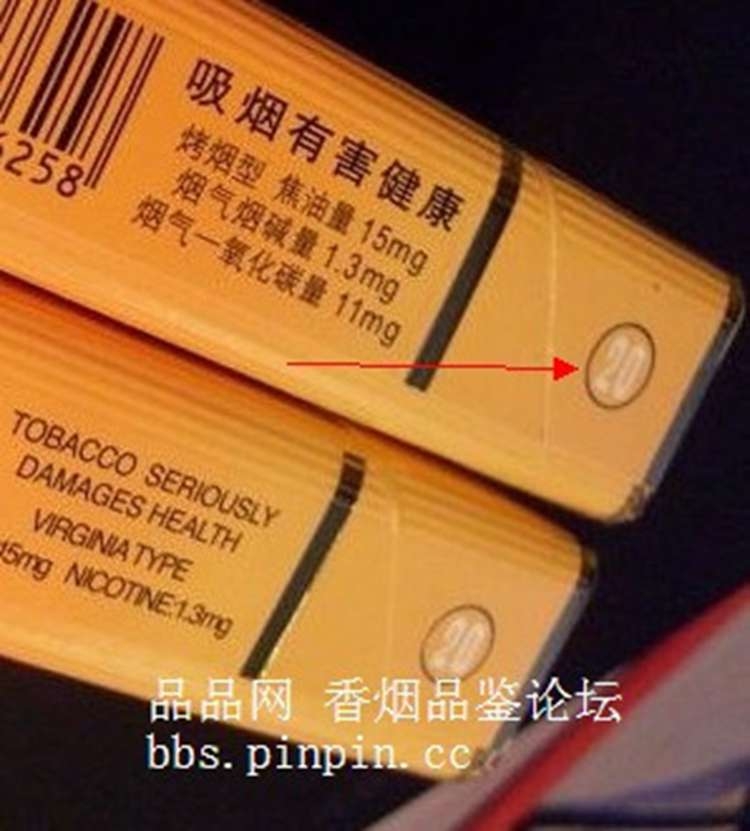 6258
吸烟有害健康
烤烟型 焦油量 15mg
烟气烟碱量 1.3mg
烟气一氧化碳量 11mg
20
TOBACCO SERIOUSLY
DAMAGES HEALTH
VIRGINIA TYPE
15mg NICOTINE:1.3mg
20
品品网 香烟品鉴论坛
bbs.pinpin.cc